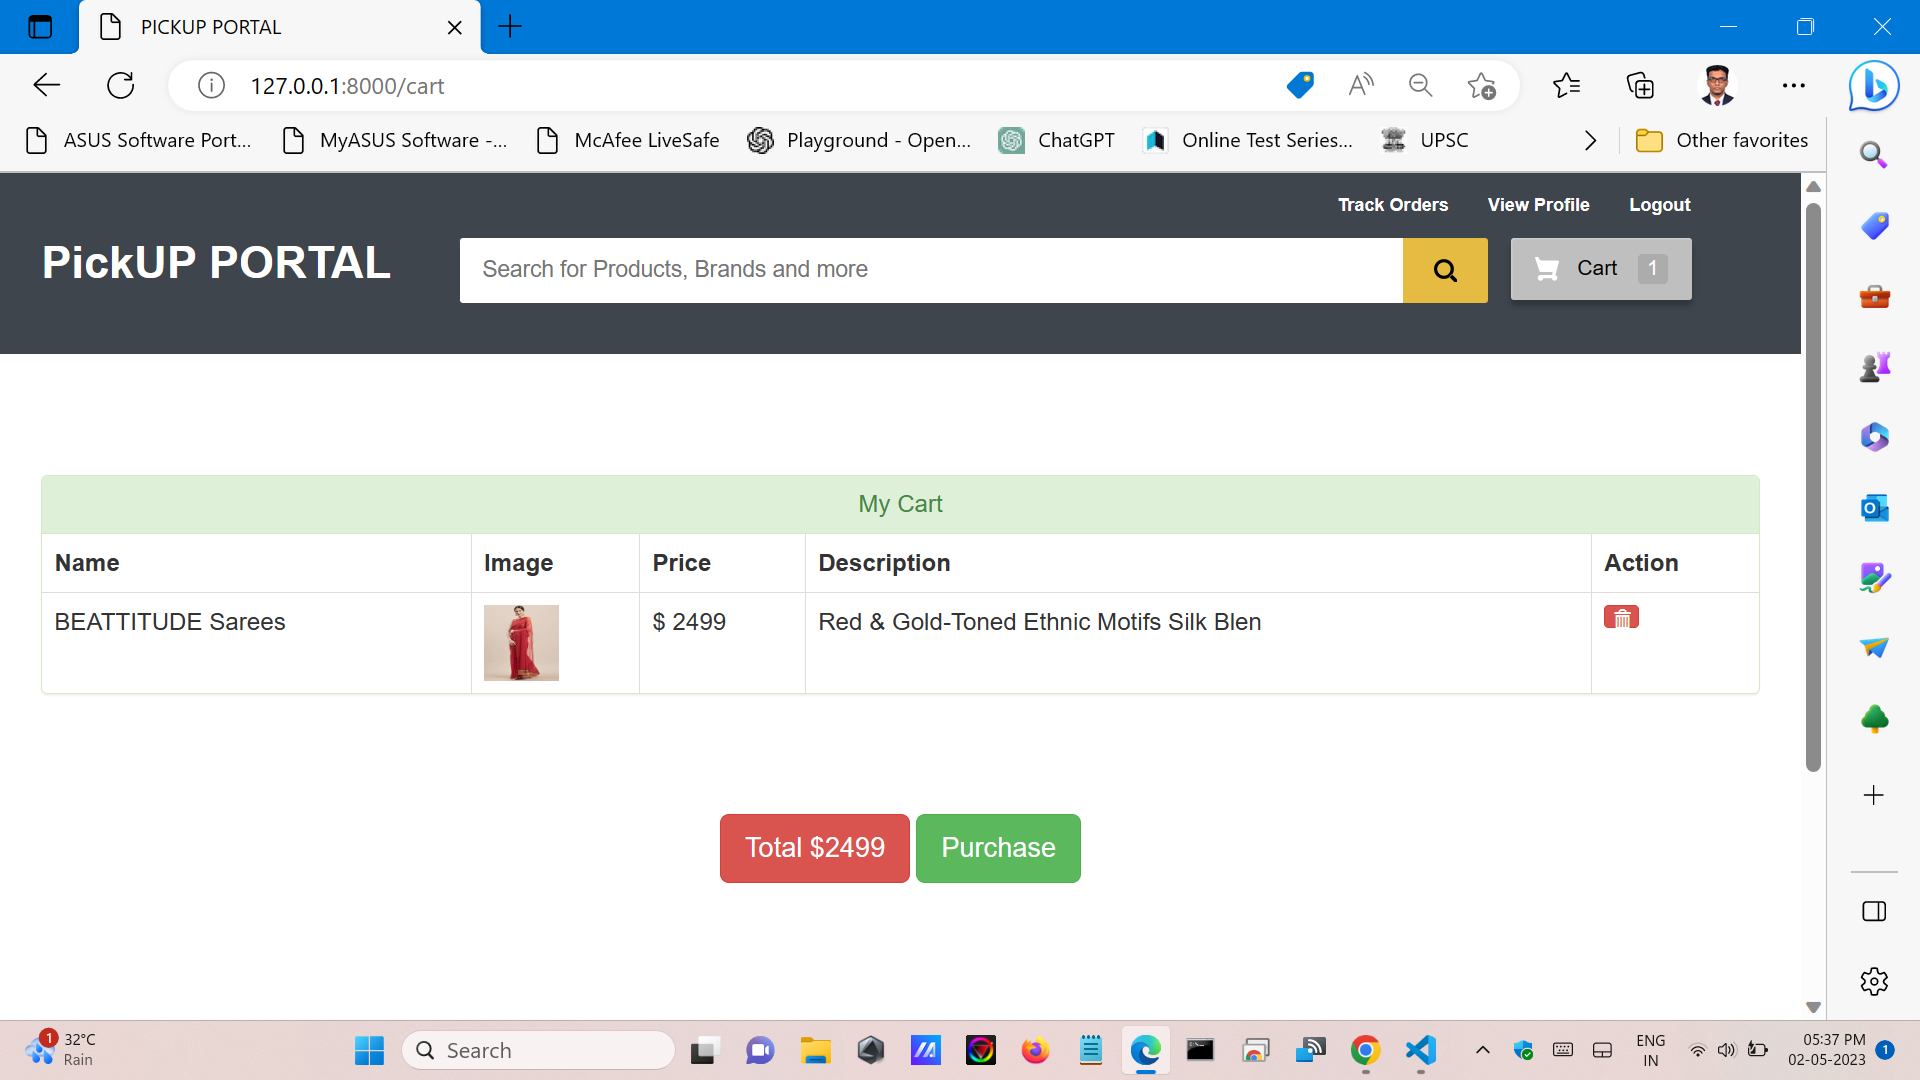 PICKUP PORTAL
127.0.0.1:8000/cart
ASUS Software Port...
MyASUS Software -...
McAfee LiveSafe
Playground - Open...
ChatGPT
Online Test Series...
UPSC
Other favorites
Track Orders
View Profile
Logout
PickUP PORTAL
Search for Products, Brands and more
Cart 1
My Cart
Name Image Price Description Action
BEATTITUDE Sarees $ 2499 Red & Gold-Toned Ethnic Motifs Silk Blen
Total $2499
Purchase
1
32°C
Rain
Search
ENG
IN
05:37 PM
02-05-2023
1